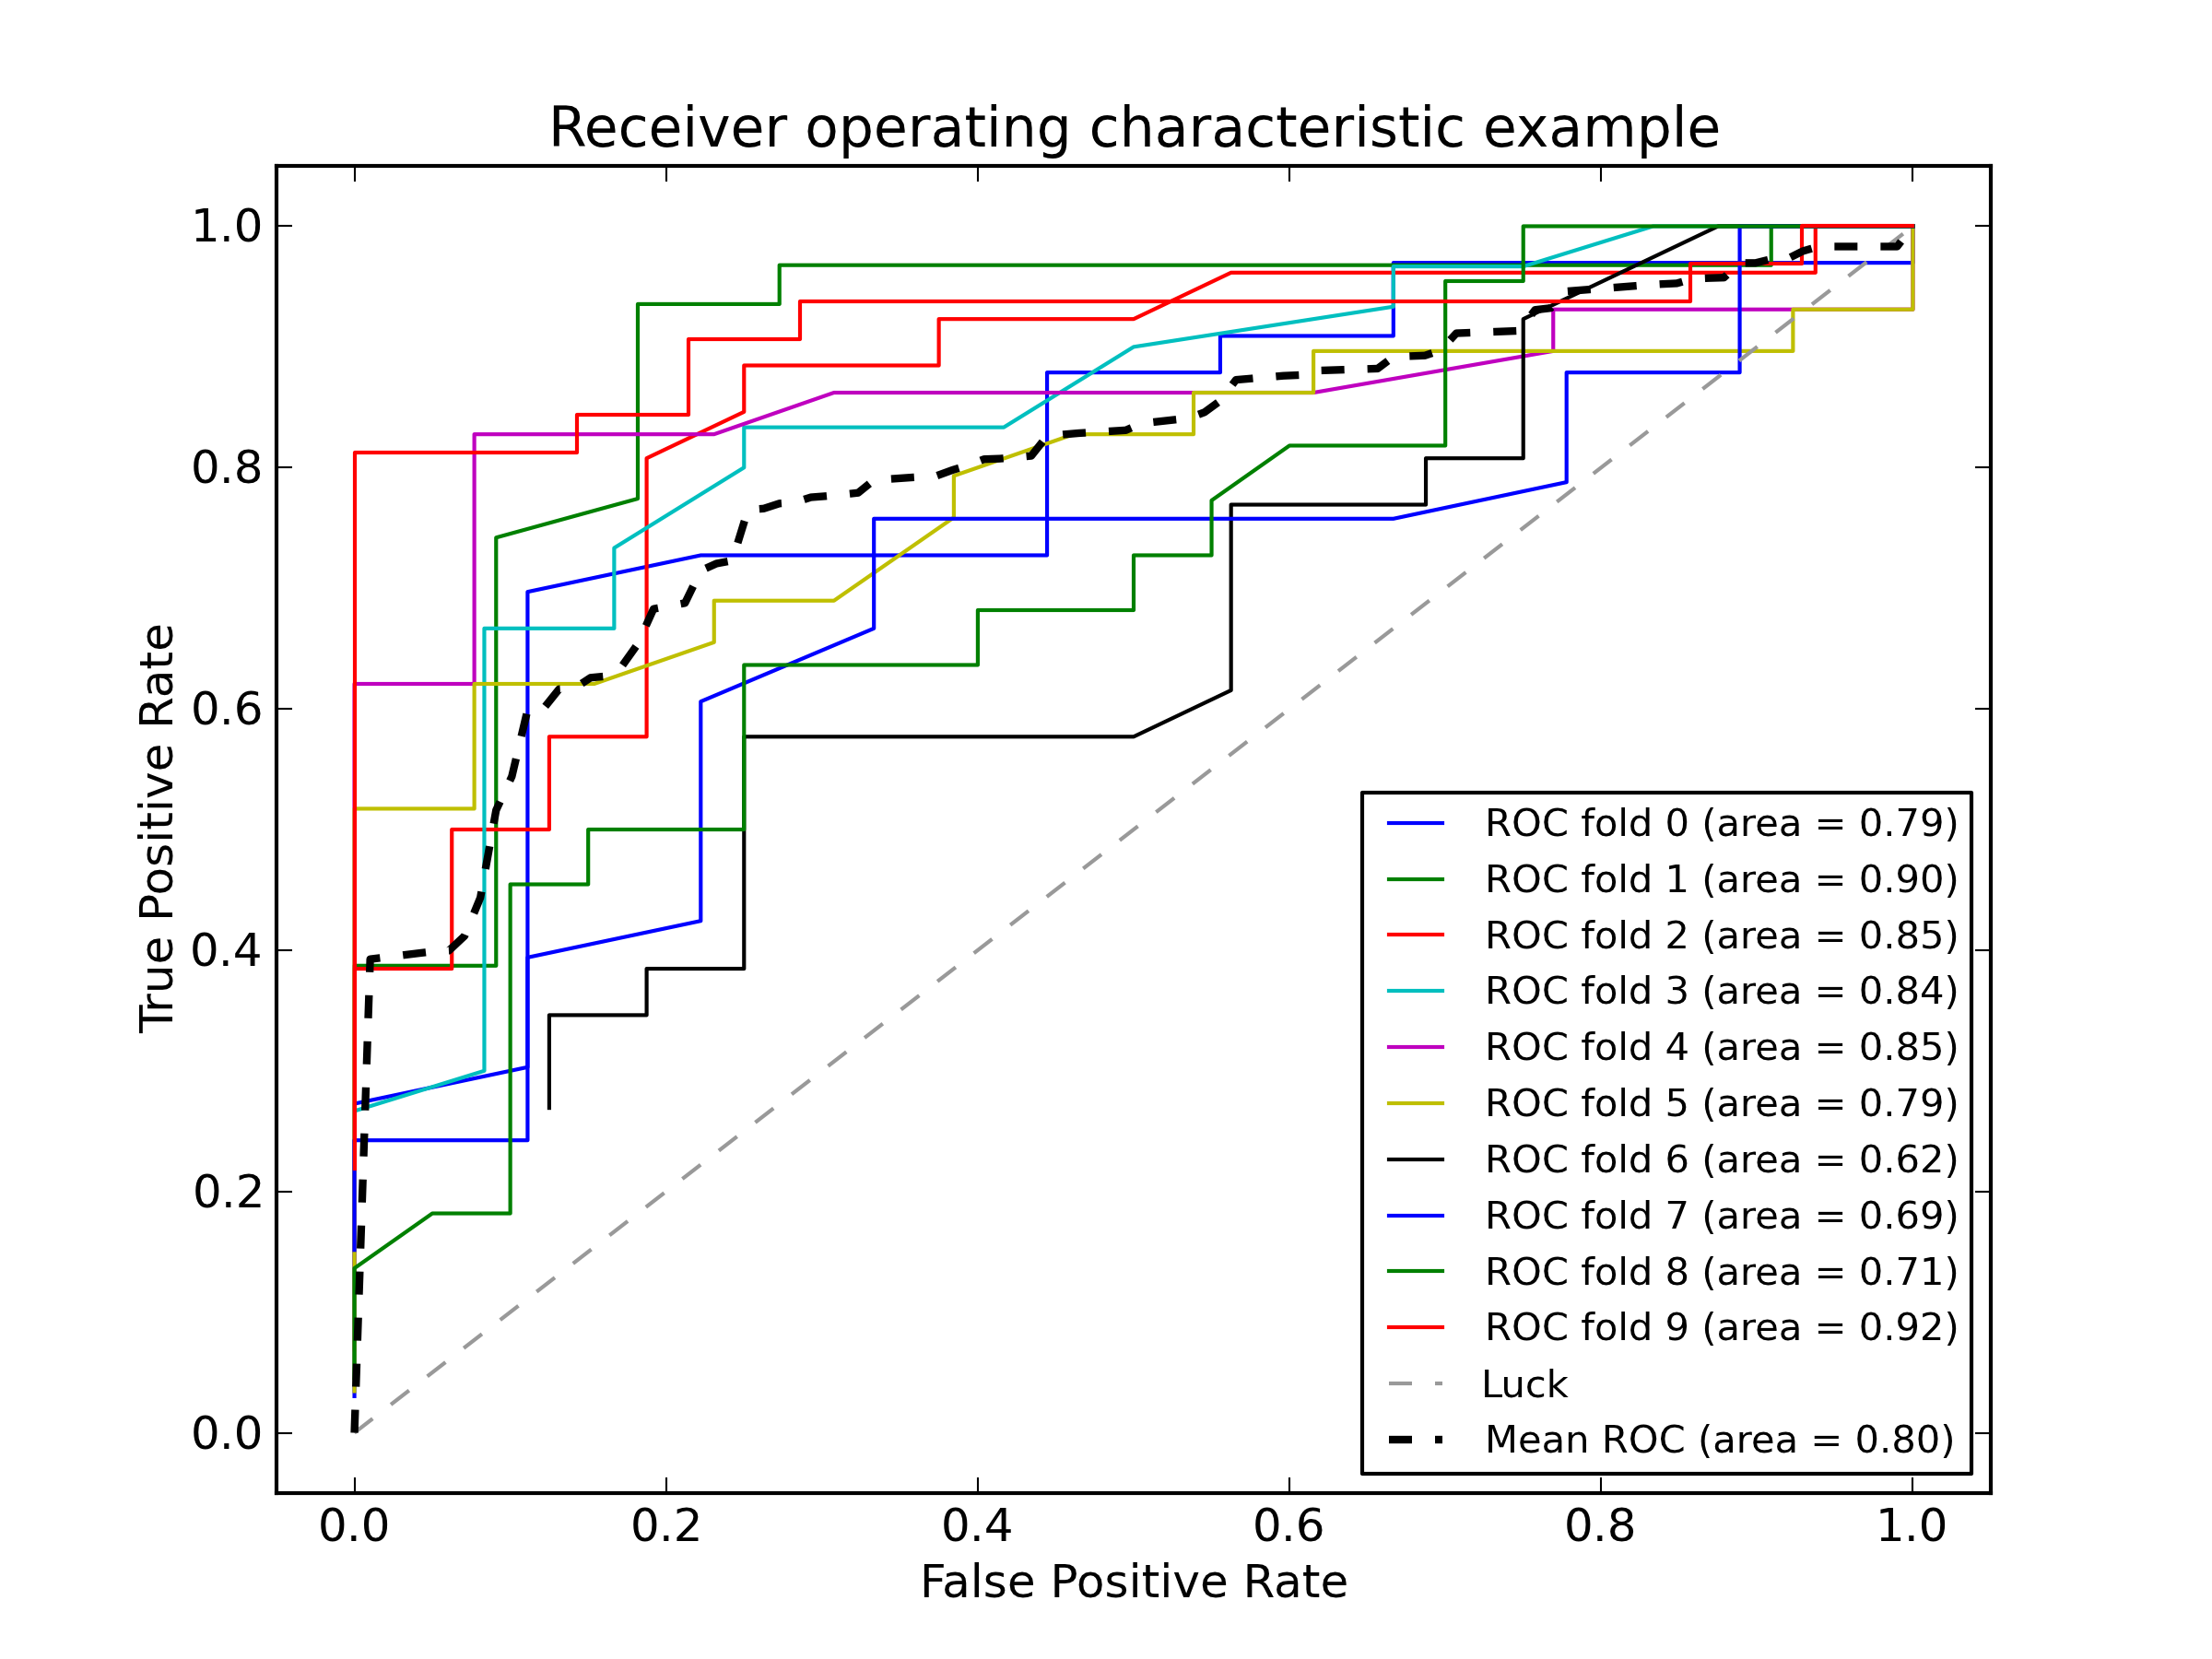 Receiver operating characteristic example
1.0
0.8
0.6
0.4
0.2
0.0
True Positive Rate
0.0 0.2 0.4 0.6 0.8 1.0
False Positive Rate
ROC fold 0 (area = 0.79)
ROC fold 1 (area = 0.90)
ROC fold 2 (area = 0.85)
ROC fold 3 (area = 0.84)
ROC fold 4 (area = 0.85)
ROC fold 5 (area = 0.79)
ROC fold 6 (area = 0.62)
ROC fold 7 (area = 0.69)
ROC fold 8 (area = 0.71)
ROC fold 9 (area = 0.92)
Luck
Mean ROC (area = 0.80)